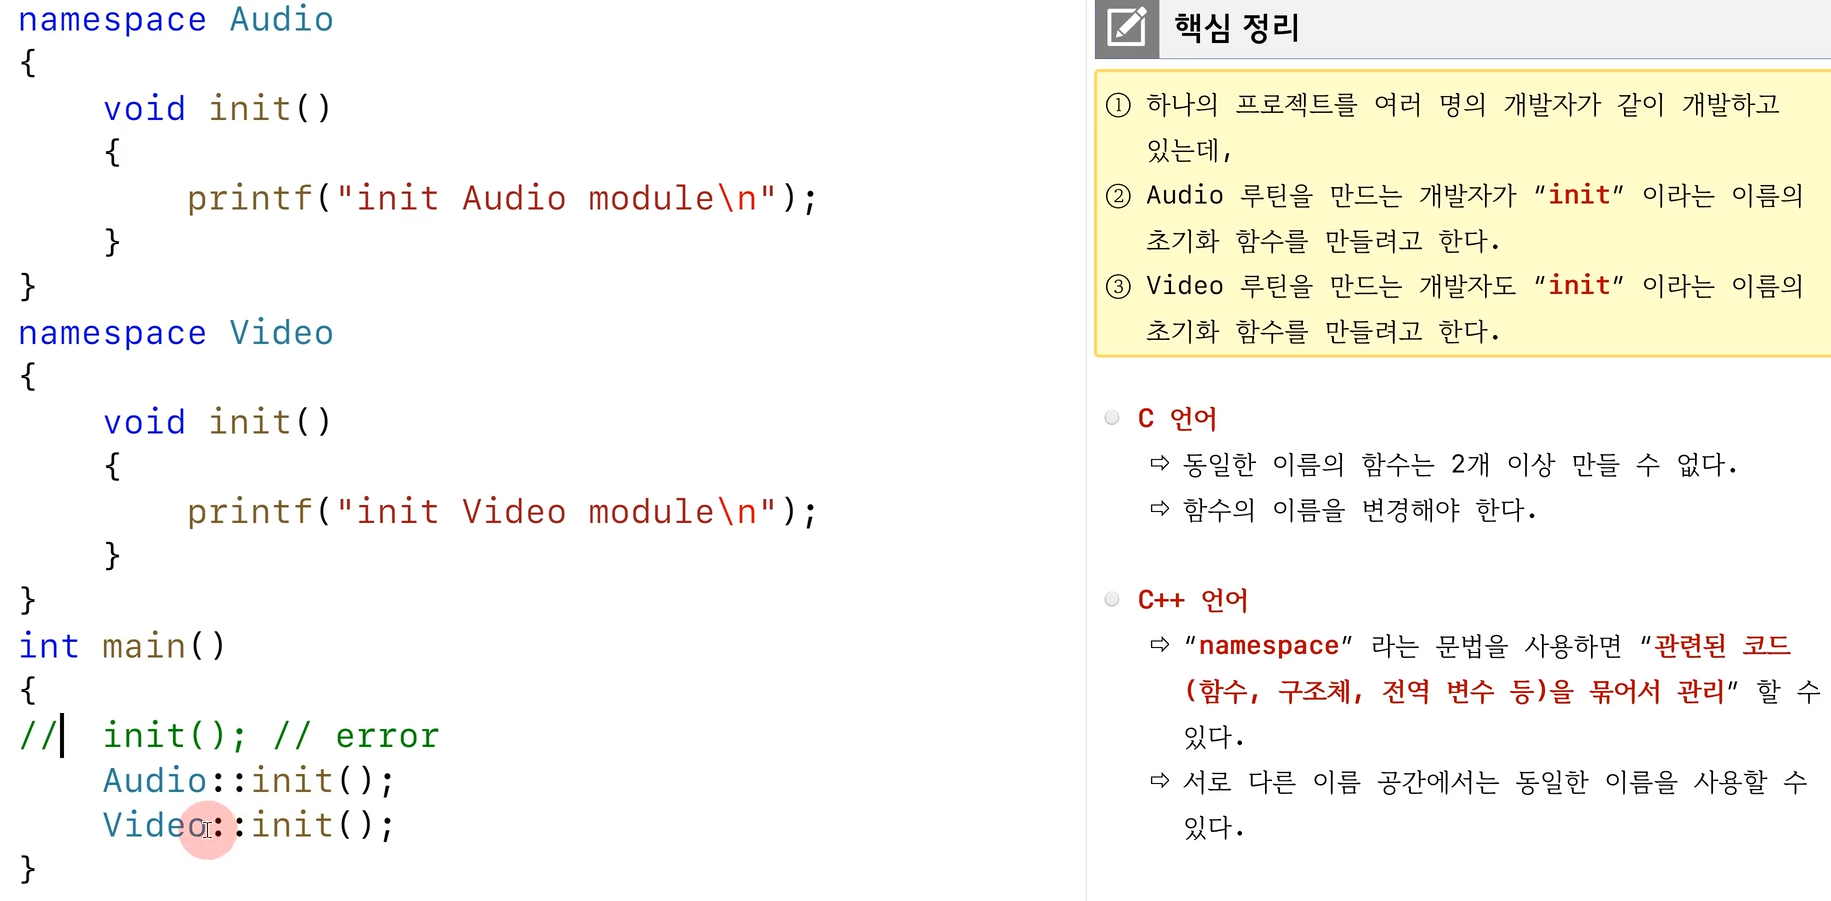 namespace Audio
{
    void init()
    {
        printf("init Audio module\n");
    }
}
namespace Video
{
    void init()
    {
        printf("init Video module\n");
    }
}
int main()
{
//  init(); // error
    Audio::init();
    Video::init();
}
핵심 정리
① 하나의 프로젝트를 여러 명의 개발자가 같이 개발하고
있는데,
② Audio 루틴을 만드는 개발자가 "init" 이라는 이름의
초기화 함수를 만들려고 한다.
③ Video 루틴을 만드는 개발자도 "init" 이라는 이름의
초기화 함수를 만들려고 한다.
C 언어
⇨ 동일한 이름의 함수는 2개 이상 만들 수 없다.
⇨ 함수의 이름을 변경해야 한다.
C++ 언어
⇨ "namespace" 라는 문법을 사용하면 "관련된 코드
(함수, 구조체, 전역 변수 등)을 묶어서 관리" 할 수
있다.
⇨ 서로 다른 이름 공간에서는 동일한 이름을 사용할 수
있다.